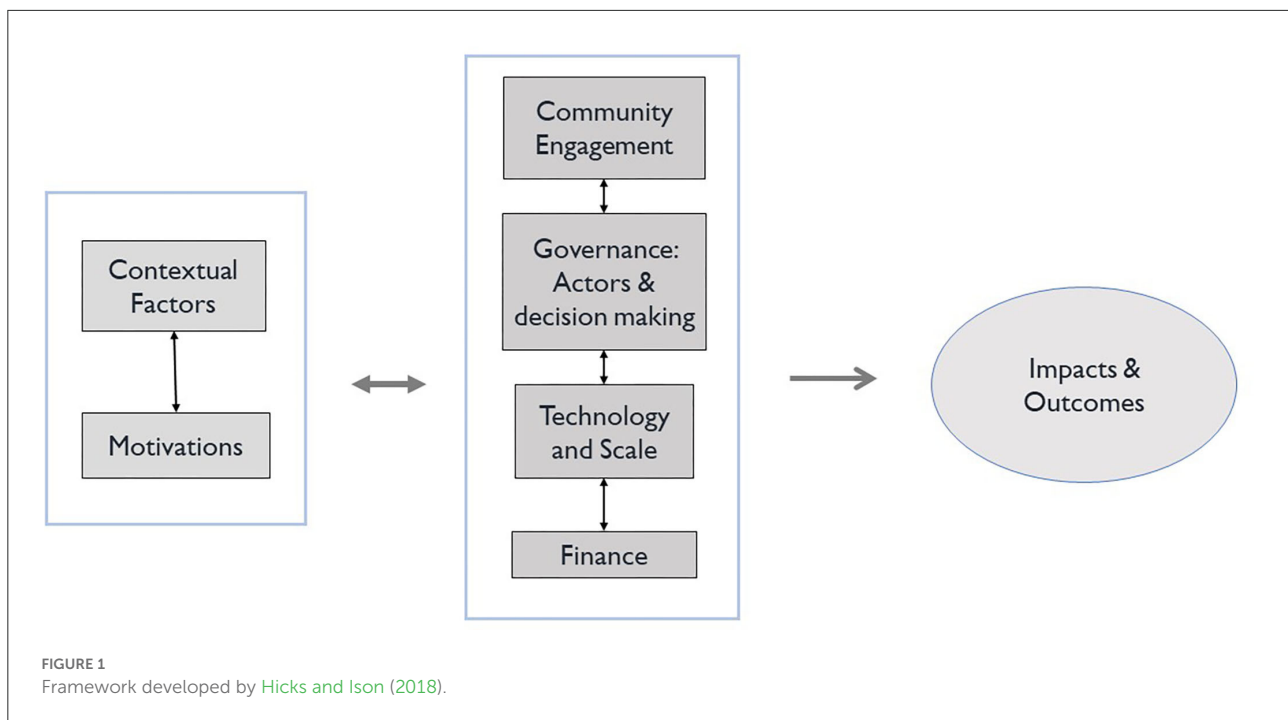 Contextual
Factors
Motivations
Community
Engagement
Governance:
Actors &
decision making
Technology
and Scale
Finance
Impacts &
Outcomes
FIGURE 1
Framework developed by Hicks and Ison (2018).